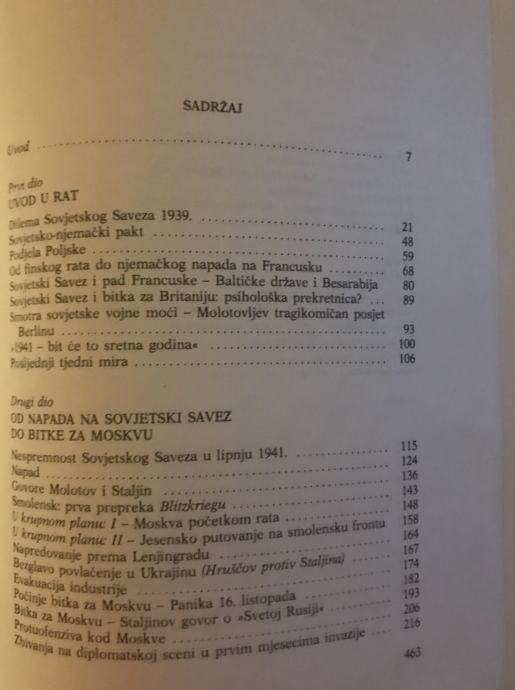 SADRŽAJ
Uvod ........ 7
Prvi dio
UVOD U RAT
Dilema Sovjetskog Saveza 1939. ........ 21
Sovjetsko-njemački pakt ........ 48
Podjela Poljske ........ 59
Od finskog rata do njemačkog napada na Francusku ........ 68
Sovjetski Savez i pad Francuske – Baltičke države i Besarabija 80
Sovjetski Savez i bitka za Britaniju: psihološka prekretnica? ... 89
Smotra sovjetske vojne moći – Molotovljev tragikomičan posjet
Berlinu ........ 93
»1941 – bit će to sretna godina« ........ 100
Posljednji tjedni mira ........ 106
Drugi dio
OD NAPADA NA SOVJETSKI SAVEZ
DO BITKE ZA MOSKVU
Nespremnost Sovjetskog Saveza u lipnju 1941. ........ 115
Napad ........ 124
Govore Molotov i Staljin ........ 136
Smolensk: prva prepreka Blitzkriegu ........ 143
U krupnom planu: I – Moskva početkom rata ........ 148
U krupnom planu: II – Jesensko putovanje na smolensku frontu 158
Napredovanje prema Lenjingradu ........ 164
Bezglavo povlačenje u Ukrajinu (Hruščov protiv Staljina) ........ 167
Evakuacija industrije ........ 174
Počinje bitka za Moskvu – Panika 16. listopada ........ 182
Bitka za Moskvu – Staljinov govor o »Svetoj Rusiji« ........ 193
Protuofenziva kod Moskve ........ 206
Zbivanja na diplomatskoj sceni u prvim mjesecima invazije ........ 216
463